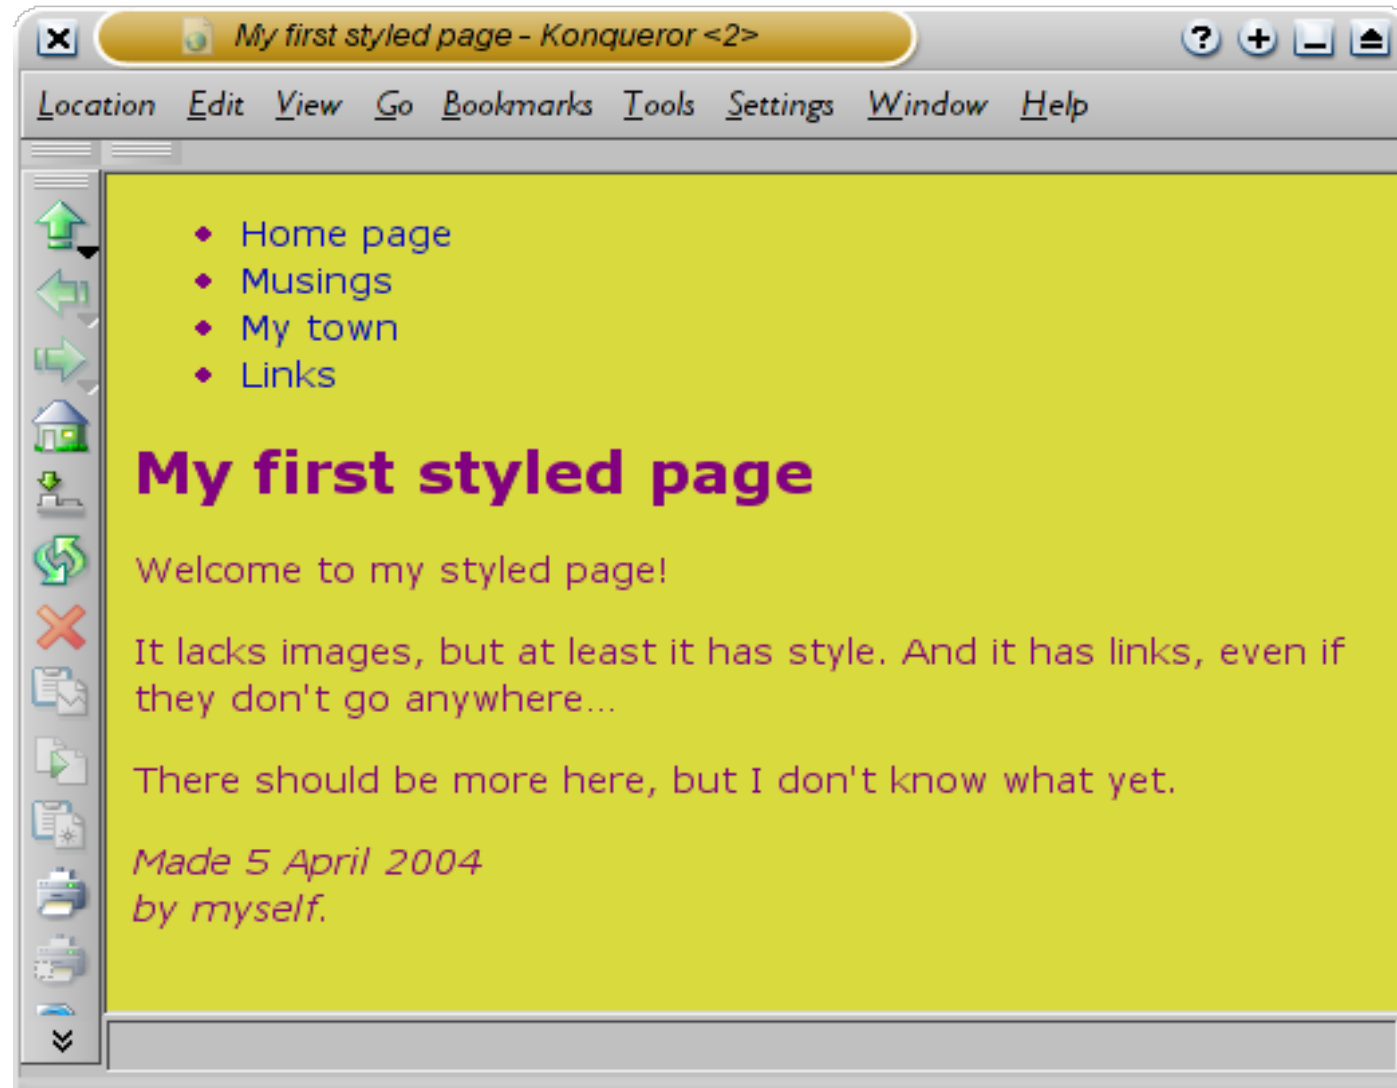 My first styled page - Konqueror <2>
Location Edit View Go Bookmarks Tools Settings Window Help
Home page
Musings
My town
Links
My first styled page
Welcome to my styled page!
It lacks images, but at least it has style. And it has links, even if
they don't go anywhere...
There should be more here, but I don't know what yet.
Made 5 April 2004
by myself.